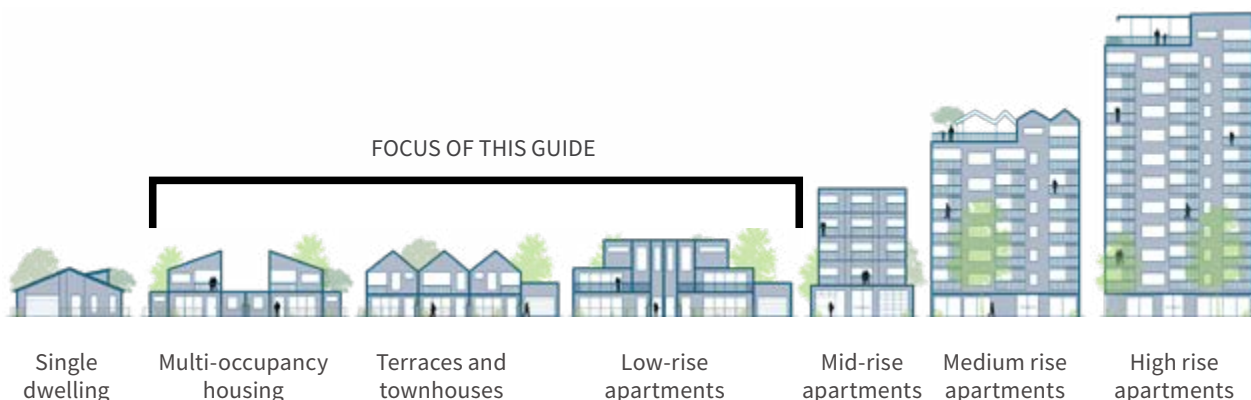 FOCUS OF THIS GUIDE
Single
dwelling
Multi-occupancy
housing
Terraces and
townhouses
Low-rise
apartments
Mid-rise
apartments
Medium rise
apartments
High rise
apartments